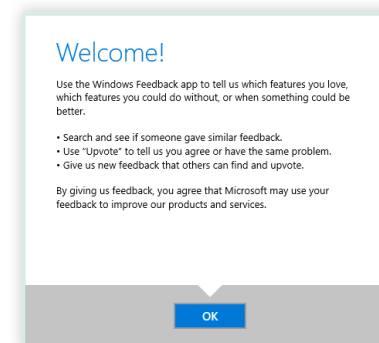 Welcome!
Use the Windows Feedback app to tell us which features you love,
which features you could do without, or when something could be
better.
• Search and see if someone gave similar feedback.
• Use "Upvote" to tell us you agree or have the same problem.
• Give us new feedback that others can find and upvote.
By giving us feedback, you agree that Microsoft may use your
feedback to improve our products and services.
OK